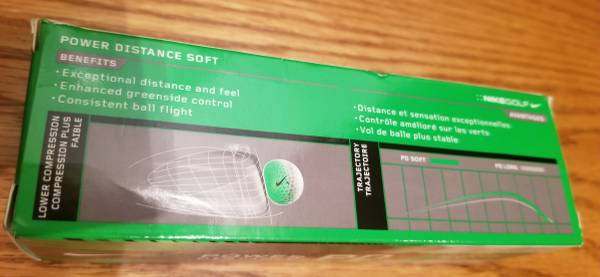 POWER DISTANCE SOFT
BENEFITS
• Exceptional distance and feel
• Enhanced greenside control
• Consistent ball flight
NIKEGOLF
AVANTAGES
• Distance et sensation exceptionnelles
• Contrôle amélioré sur les verts
• Vol de balle plus stable
LOWER COMPRESSION
COMPRESSION PLUS
FAIBLE
TRAJECTORY
TRAJECTOIRE
PD SOFT
PD LONG